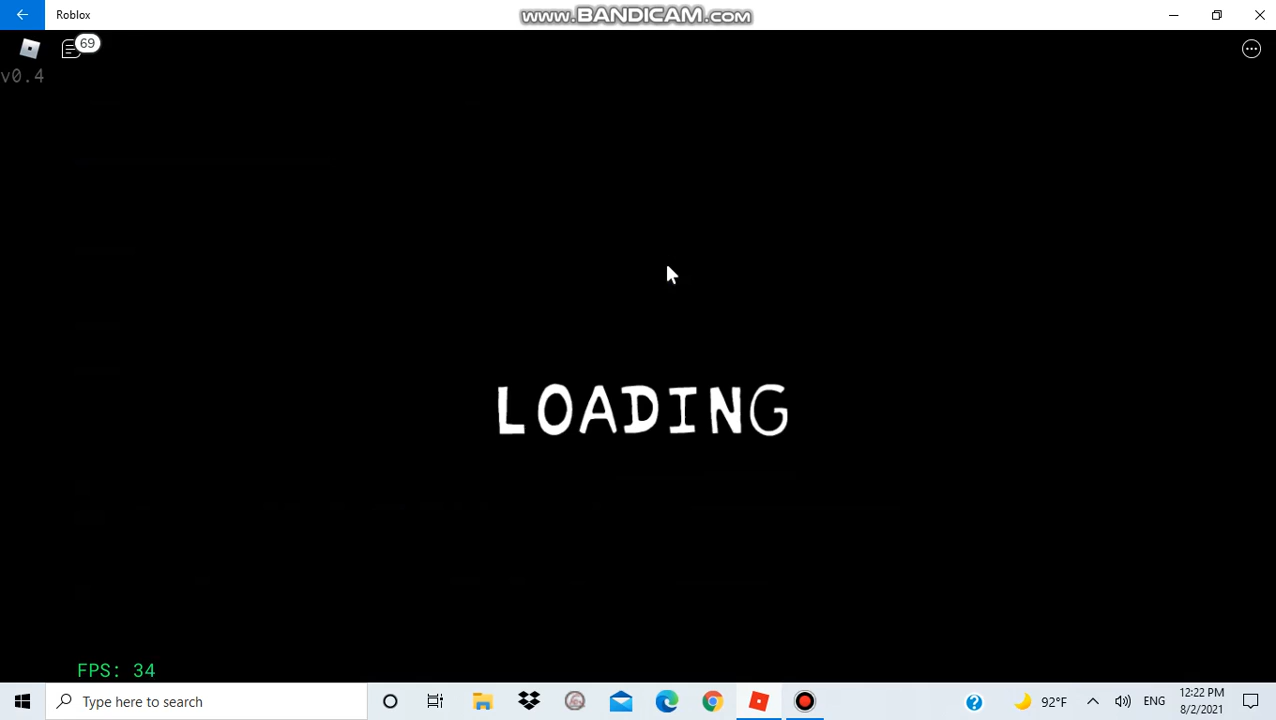 Roblox
www.BANDICAM.com
69
v0.4
LOADING
FPS: 34
Type here to search
92°F
ENG
12:22 PM
8/2/2021